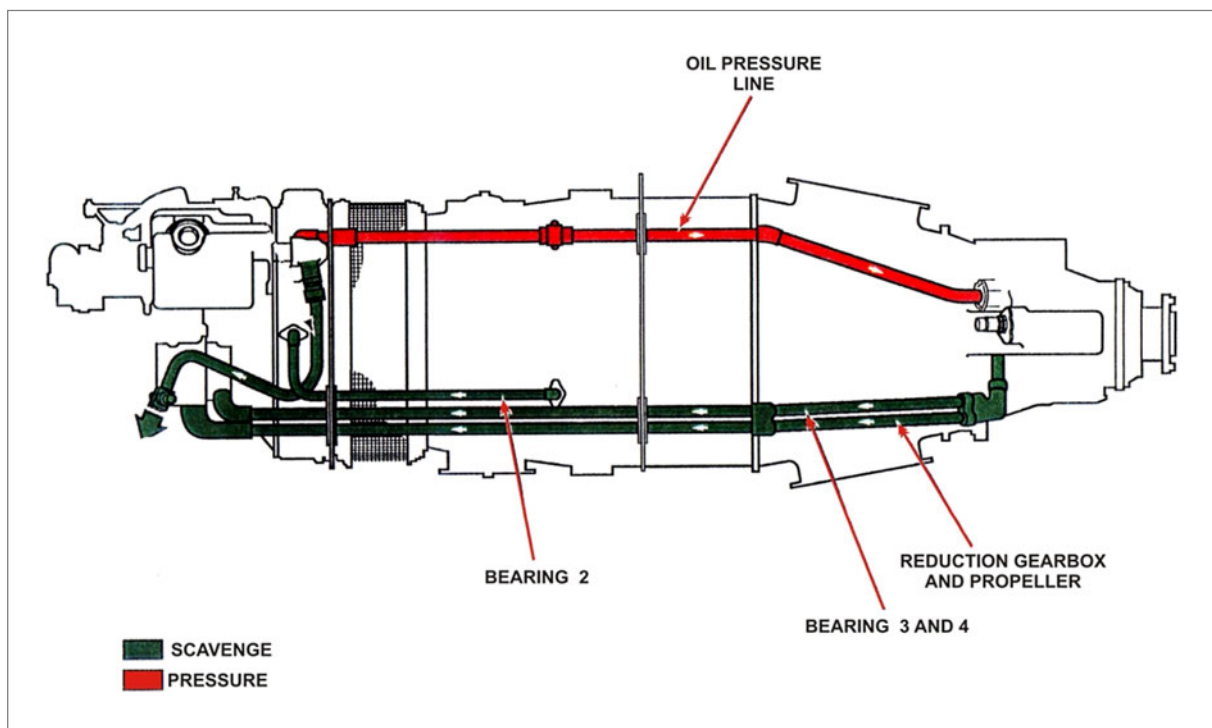 OIL PRESSURE
LINE
BEARING 2
REDUCTION GEARBOX
AND PROPELLER
BEARING 3 AND 4
SCAVENGE
PRESSURE